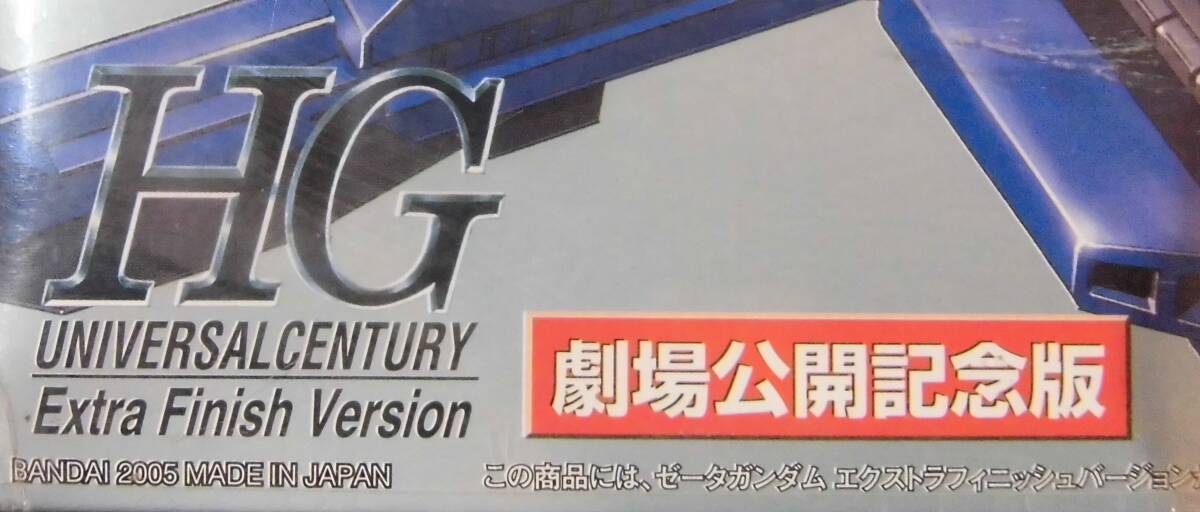 HG
UNIVERSAL CENTURY
Extra Finish Version
劇場公開記念版
BANDAI 2005 MADE IN JAPAN
この商品には、ゼータガンダム エクストラフィニッシュバージョン